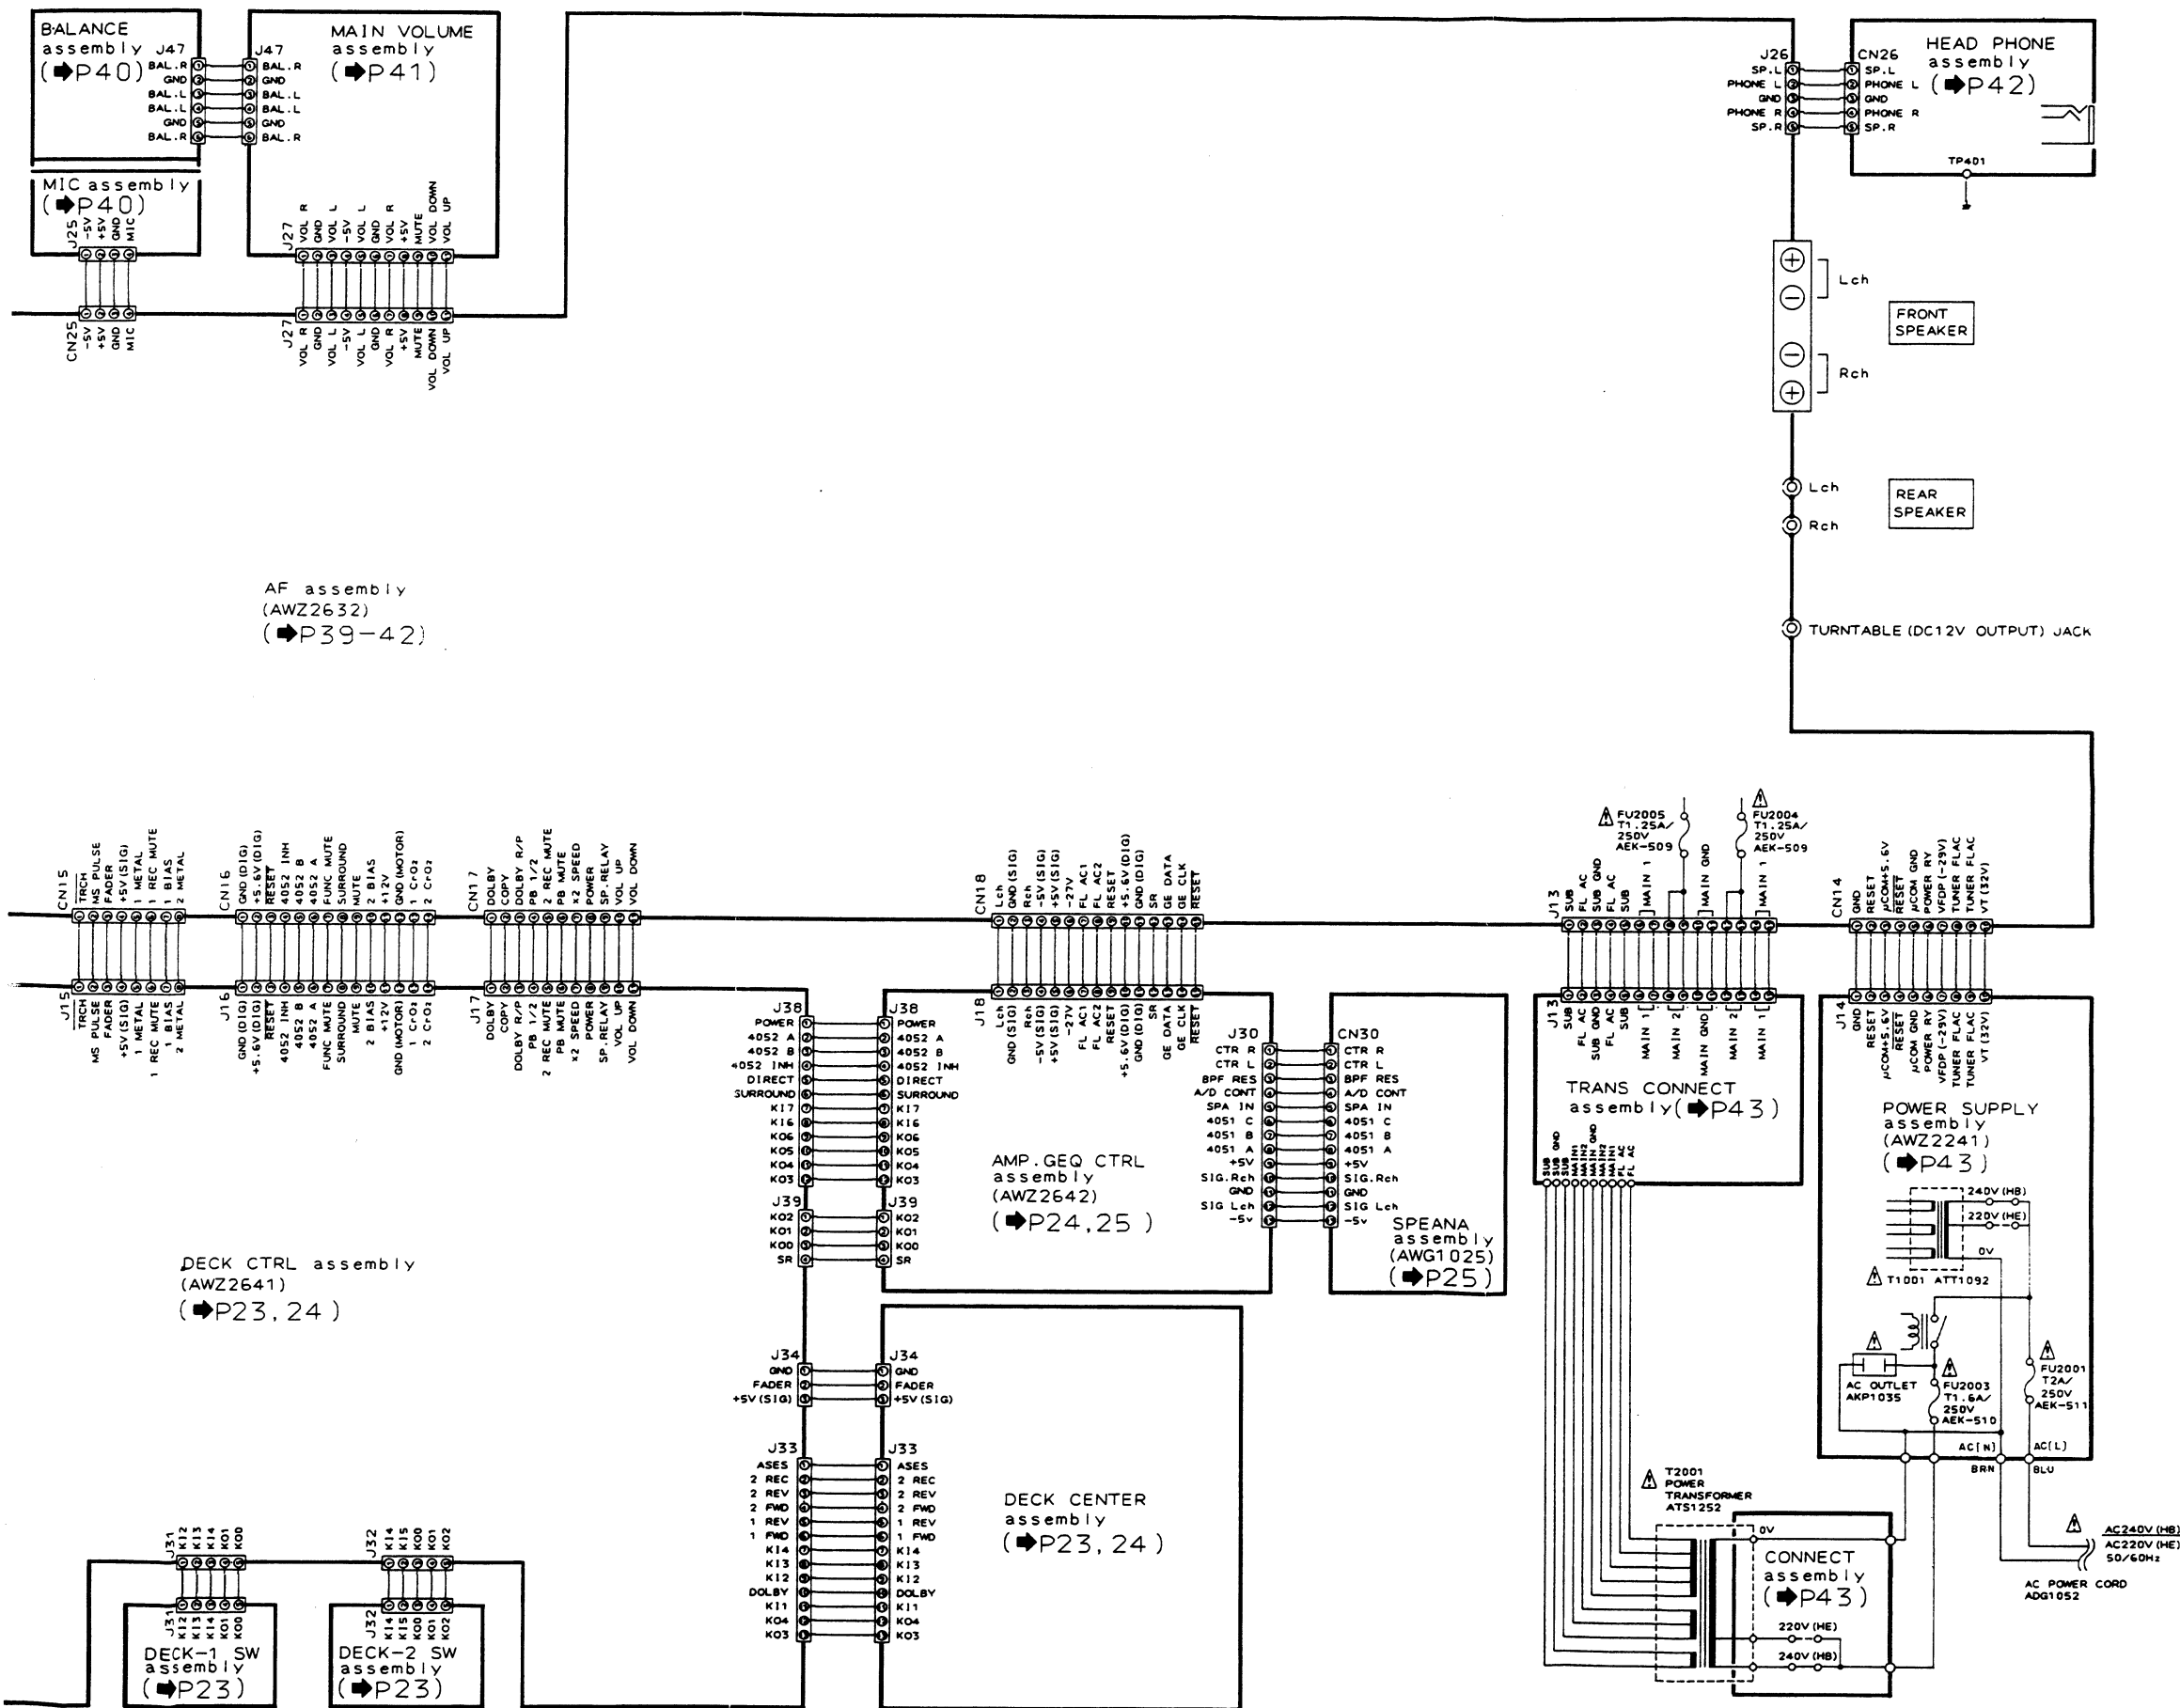 BALANCE
assembly
(➡P40)
J47
BAL.R
GND
BAL.L
BAL.L
GND
BAL.R
J47
BAL.R
GND
BAL.L
BAL.L
GND
BAL.R
MAIN VOLUME
assembly
(➡P41)
MIC assembly
(➡P40)
J25
-5V
+5V
GND
MIC
CN25
-5V
+5V
GND
MIC
J27
VOL R
GND
VOL L
-5V
VOL L
GND
VOL R
+5V
MUTE
VOL DOWN
VOL UP
J27
VOL R
GND
VOL L
-5V
VOL L
GND
VOL R
+5V
MUTE
VOL DOWN
VOL UP
J26
SP.L
PHONE L
GND
PHONE R
SP.R
CN26
SP.L
PHONE L
GND
PHONE R
SP.R
HEAD PHONE
assembly
(➡P42)
TP401
Lch
Rch
FRONT
SPEAKER
Lch
Rch
REAR
SPEAKER
TURNTABLE (DC12V OUTPUT) JACK
AF assembly
(AWZ2632)
(➡P39-42)
CN15
TRCH
MS PULSE
FADER
+5V(SIG)
1 METAL
1 REC MUTE
1 BIAS
2 METAL
J15
TRCH
MS PULSE
FADER
+5V(SIG)
1 METAL
1 REC MUTE
1 BIAS
2 METAL
CN16
GND(DIG)
+5.6V(DIG)
RESET
4052 INH
4052 B
4052 A
FUNC MUTE
SURROUND
MUTE
2 BIAS
+12V
GND(MOTOR)
1 CrO2
2 CrO2
J16
GND(DIG)
+5.6V(DIG)
RESET
4052 INH
4052 B
4052 A
FUNC MUTE
SURROUND
MUTE
2 BIAS
+12V
GND(MOTOR)
1 CrO2
2 CrO2
CN17
DOLBY
COPY
DOLBY R/P
PB 1/2
2 REC MUTE
PB MUTE
x2 SPEED
POWER
SP.RELAY
VOL UP
VOL DOWN
J17
DOLBY
COPY
DOLBY R/P
PB 1/2
2 REC MUTE
PB MUTE
x2 SPEED
POWER
SP.RELAY
VOL UP
VOL DOWN
CN18
Lch
GND(SIG)
Rch
-5V(SIG)
+5V(SIG)
-27V
FL AC1
FL AC2
RESET
+5.6V(DIG)
GND(DIG)
SR
GE DATA
GE CLK
RESET
J18
Lch
GND(SIG)
Rch
-5V(SIG)
+5V(SIG)
-27V
FL AC1
FL AC2
RESET
+5.6V(DIG)
GND(DIG)
SR
GE DATA
GE CLK
RESET
FU2005
T1.25A/
250V
AEK-509
FU2004
T1.25A/
250V
AEK-509
J13
SUB
FL AC
SUB GND
FL AC
SUB
MAIN 1
MAIN GND
MAIN 1
J13
SUB
FL AC
SUB GND
FL AC
SUB
MAIN 1
MAIN 2
MAIN GND
MAIN 2
MAIN 1
CN14
GND
RESET
μCOM+5.6V
RESET
μCOM GND
POWER RY
VFDP(-29V)
TUNER FLAC
TUNER FLAC
VT(32V)
J14
GND
RESET
μCOM+5.6V
RESET
μCOM GND
POWER RY
VFDP(-29V)
TUNER FLAC
TUNER FLAC
VT(32V)
J38
POWER
4052 A
4052 B
4052 INH
DIRECT
SURROUND
KI7
KI6
KO6
KO5
KO4
KO3
J38
POWER
4052 A
4052 B
4052 INH
DIRECT
SURROUND
KI7
KI6
KO6
KO5
KO4
KO3
J39
KO2
KO1
KO0
SR
J39
KO2
KO1
KO0
SR
AMP.GEQ CTRL
assembly
(AWZ2642)
(➡P24,25 )
J30
CTR R
CTR L
BPF RES
A/D CONT
SPA IN
4051 C
4051 B
4051 A
+5V
SIG.Rch
GND
SIG Lch
-5v
CN30
CTR R
CTR L
BPF RES
A/D CONT
SPA IN
4051 C
4051 B
4051 A
+5V
SIG.Rch
GND
SIG Lch
-5v
SPEANA
assembly
(AWG1025)
(➡P25)
TRANS CONNECT
assembly(➡P43)
SUB
SUB GND
SUB
MAIN1
MAIN2
MAIN GND
MAIN2
MAIN1
FL AC
FL AC
POWER SUPPLY
assembly
(AWZ2241)
(➡P43)
240V(HB)
220V(HE)
0V
T1001 ATT1092
AC OUTLET
AKP1035
FU2003
T1.6A/
250V
AEK-510
FU2001
T2A/
250V
AEK-511
AC[N]
AC[L]
BRN
BLU
DECK CTRL assembly
(AWZ2641)
(➡P23,24 )
J34
GND
FADER
+5V(SIG)
J34
GND
FADER
+5V(SIG)
J33
ASES
2 REC
2 REV
2 FWD
1 REV
1 FWD
KI4
KI3
KI2
DOLBY
KI1
KO4
KO3
J33
ASES
2 REC
2 REV
2 FWD
1 REV
1 FWD
KI4
KI3
KI2
DOLBY
KI1
KO4
KO3
DECK CENTER
assembly
(➡P23,24 )
T2001
POWER
TRANSFORMER
ATS1252
0V
CONNECT
assembly
(➡P43)
220V(HE)
240V(HB)
AC240V(HB)
AC220V(HE)
50/60Hz
AC POWER CORD
ADG1052
J31
KI2
KI3
KI4
KO1
KO0
J31
KI2
KI3
KI4
KO1
KO0
DECK-1 SW
assembly
(➡P23)
J32
KI4
KI5
KO0
KO1
KO2
J32
KI4
KI5
KO0
KO1
KO2
DECK-2 SW
assembly
(➡P23)